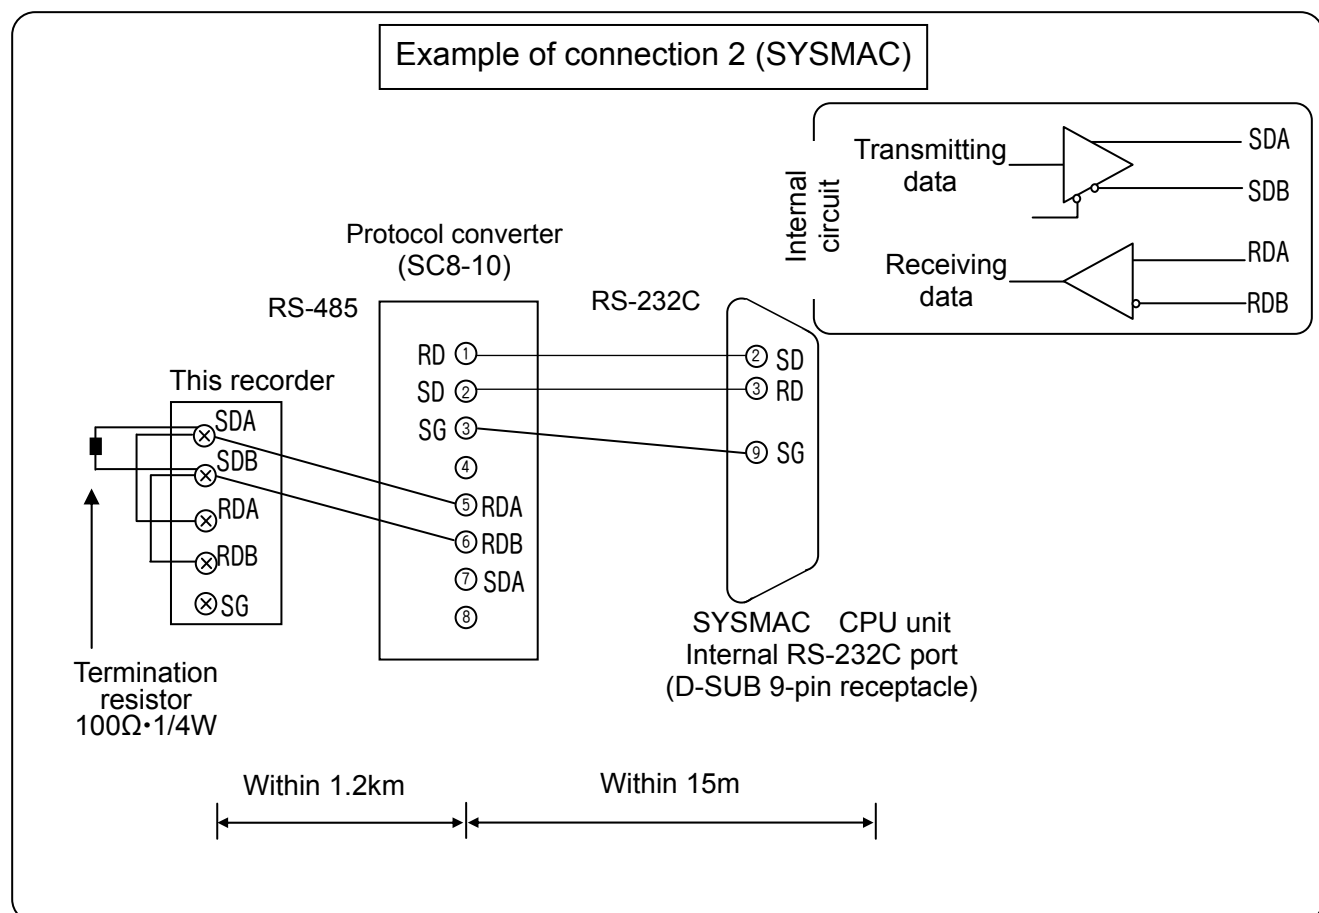 Example of connection 2 (SYSMAC)
Internal
circuit
Transmitting
data
SDA
SDB
Receiving
data
RDA
RDB
Protocol converter
(SC8-10)
RS-485
RS-232C
This recorder
SDA
SDB
RDA
RDB
SG
RD 1
SD 2
SG 3
4
5 RDA
6 RDB
7 SDA
8
2 SD
3 RD
9 SG
Termination
resistor
100Ω・1/4W
SYSMAC CPU unit
Internal RS-232C port
(D-SUB 9-pin receptacle)
Within 1.2km
Within 15m